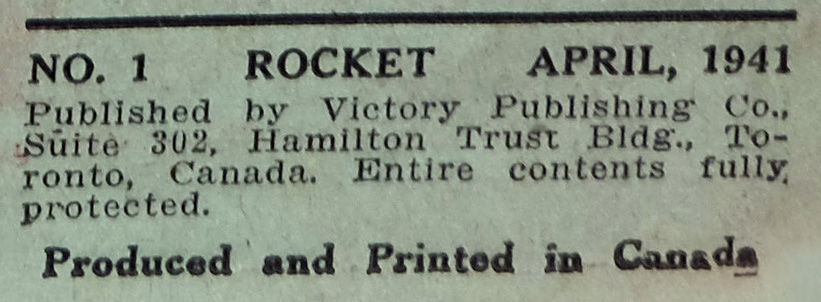 NO. 1 ROCKET APRIL, 1941
Published by Victory Publishing Co.,
Suite 302, Hamilton Trust Bldg., To-
ronto, Canada. Entire contents fully
protected.
Produced and Printed in Canada